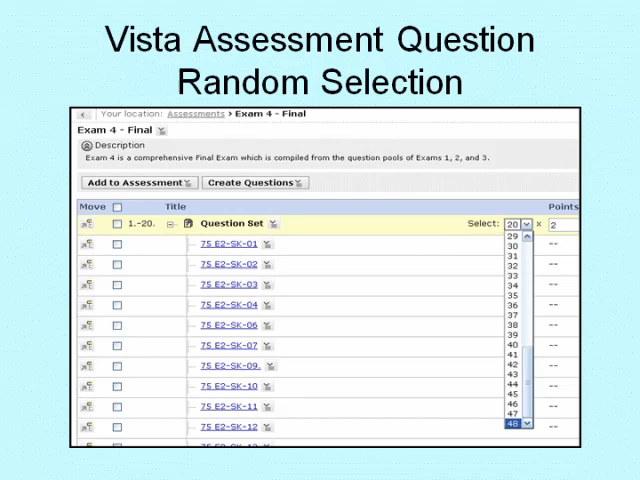 Vista Assessment Question
Random Selection
Your location: Assessments › Exam 4 - Final
Exam 4 - Final
Description
Exam 4 is a comprehensive Final Exam which is compiled from the question pools of Exams 1, 2, and 3.
Add to Assessment Create Questions
Move Title Points
1.-20. Question Set Select: 20 x 2
29
75 E2-SK-01 --
30
31
75 E2-SK-02 --
32
33
75 E2-SK-03 --
34
35
75 E2-SK-04 --
36
37
75 E2-SK-06 --
38
39
75 E2-SK-07 --
40
41
75 E2-SK-09. --
42
43
75 E2-SK-10 --
44
45
75 E2-SK-11 --
46
47
75 E2-SK-12 --
48